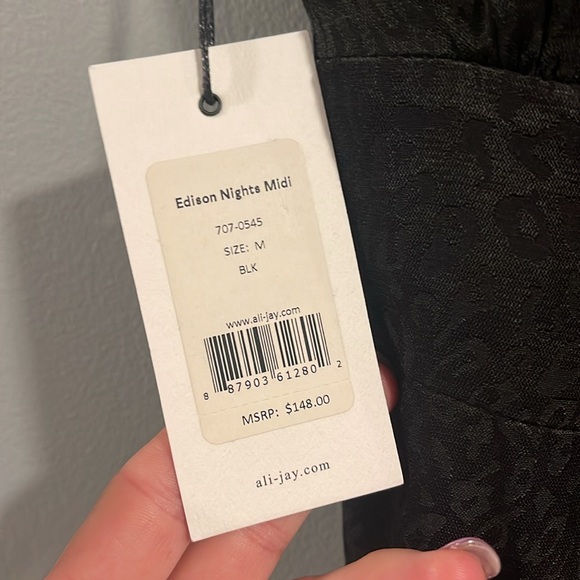 Edison Nights Midi
707-0545
SIZE: M
BLK
www.ali-jay.com
8 87903 61280 2
MSRP: $148.00
ali-jay.com